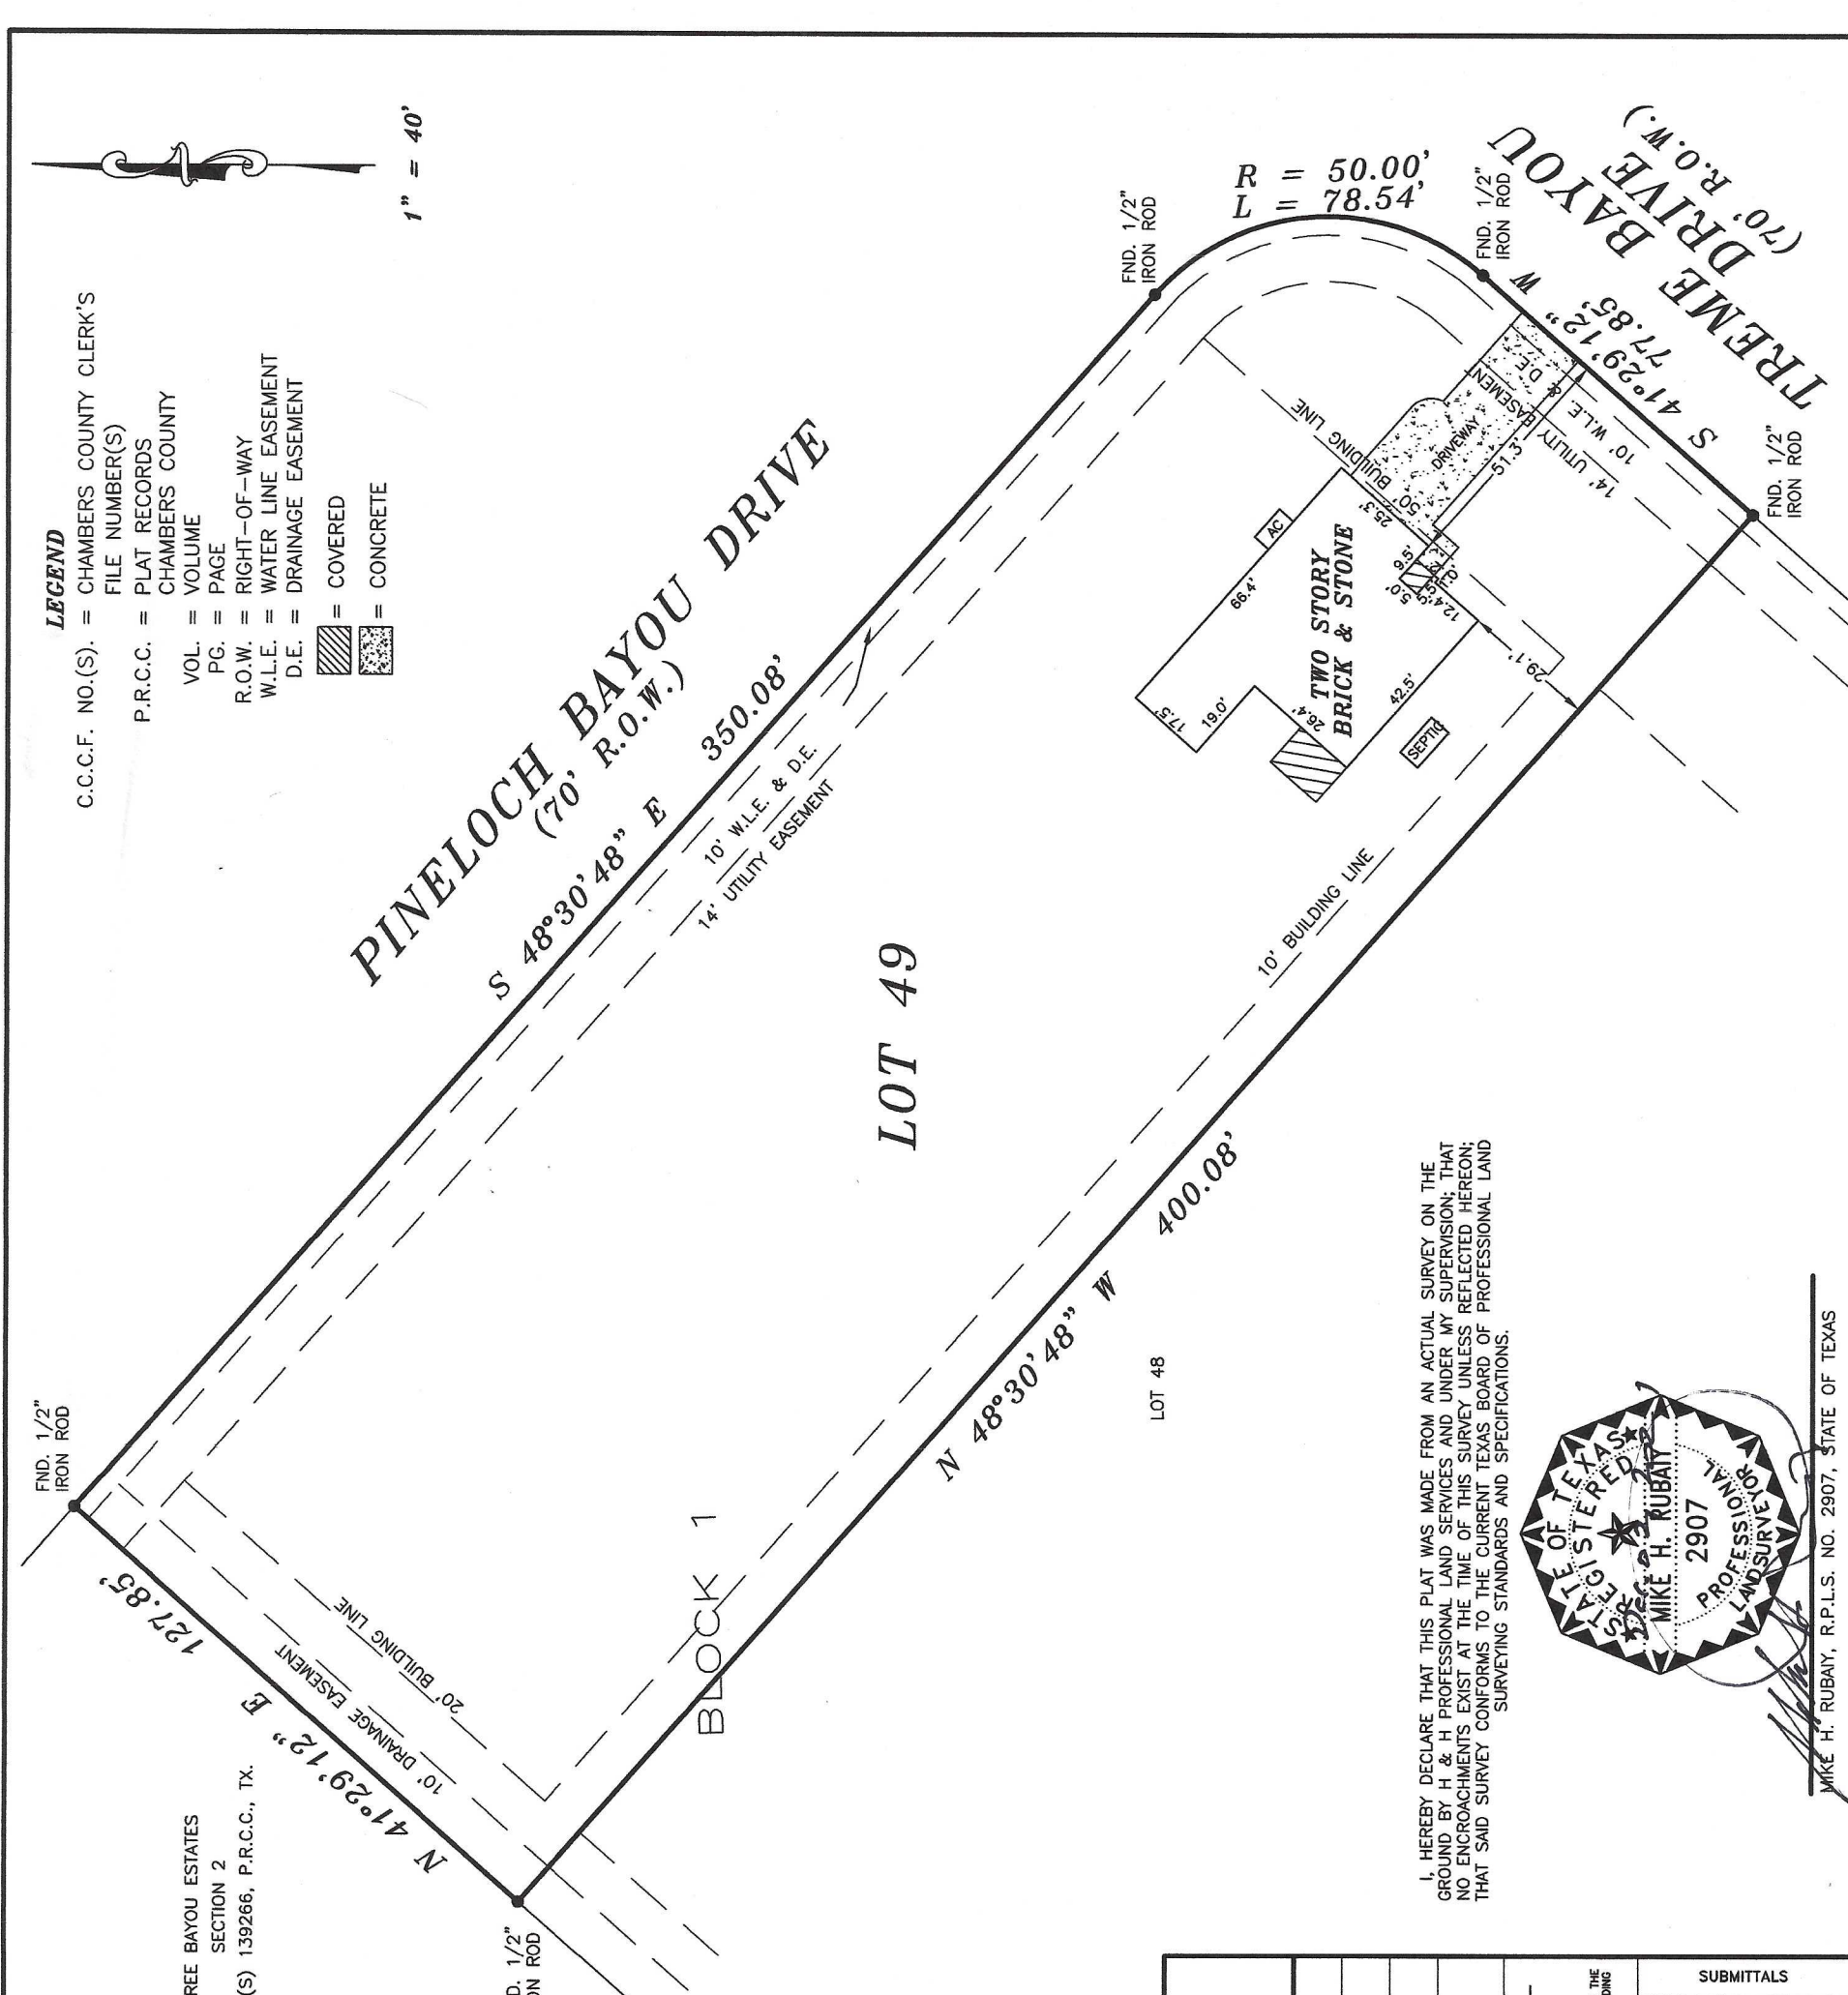 LEGEND
C.C.C.F. NO.(S). = CHAMBERS COUNTY CLERK'S
FILE NUMBER(S)
P.R.C.C. = PLAT RECORDS
CHAMBERS COUNTY
VOL. = VOLUME
PG. = PAGE
R.O.W. = RIGHT-OF-WAY
W.L.E. = WATER LINE EASEMENT
D.E. = DRAINAGE EASEMENT
= COVERED
= CONCRETE
1" = 40'
PINELOCH BAYOU DRIVE
(70' R.O.W.)
S 48°30'48" E 350.08'
10' W.L.E. & D.E.
14' UTILITY EASEMENT
FND. 1/2"
IRON ROD
R = 50.00'
L = 78.54'
FND. 1/2"
IRON ROD
TREME BAYOU
DRIVE
(70' R.O.W.)
S 41°29'12" W
77.85'
FND. 1/2"
IRON ROD
50' BUILDING LINE
DRIVEWAY
14' UTILITY EASEMENT
10' W.L.E. & D.E.
51.3'
25.3'
AC
66.4'
TWO STORY
BRICK & STONE
9.5'
5.0'
12.4'
29.1'
17.5'
19.0'
26.4'
42.5'
SEPTIC
10' BUILDING LINE
LOT 49
N 48°30'48" W 400.08'
LOT 48
FND. 1/2"
IRON ROD
127.85'
N 41°29'12" E
20' BUILDING LINE
10' DRAINAGE EASEMENT
BLOCK 1
REE BAYOU ESTATES
SECTION 2
(S) 139266, P.R.C.C., TX.
D. 1/2"
ON ROD
I, HEREBY DECLARE THAT THIS PLAT WAS MADE FROM AN ACTUAL SURVEY ON THE
GROUND BY H & H PROFESSIONAL LAND SERVICES AND UNDER MY SUPERVISION; THAT
NO ENCROACHMENTS EXIST AT THE TIME OF THIS SURVEY UNLESS REFLECTED HEREON;
THAT SAID SURVEY CONFORMS TO THE CURRENT TEXAS BOARD OF PROFESSIONAL LAND
SURVEYING STANDARDS AND SPECIFICATIONS.
STATE OF TEXAS
REGISTERED
MIKE H. RUBAIY
2907
PROFESSIONAL
LAND SURVEYOR
MIKE H. RUBAIY, R.P.L.S. NO. 2907, STATE OF TEXAS
THE
DING
SUBMITTALS